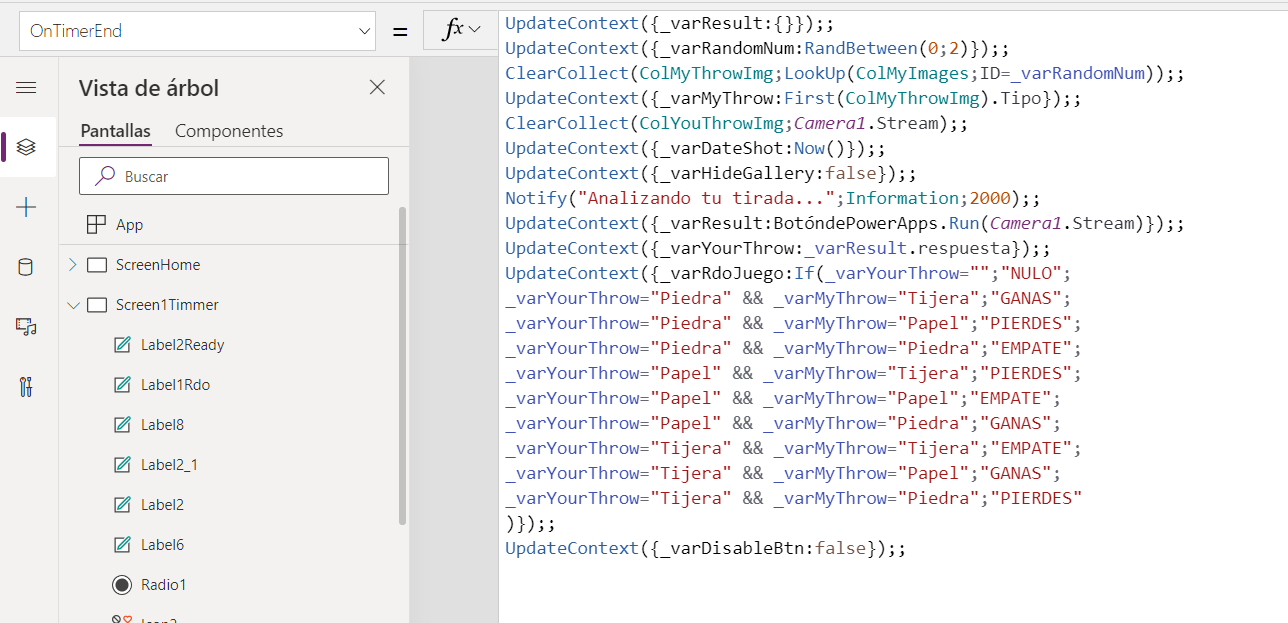 OnTimerEnd
=
fx
Vista de árbol
Pantallas Componentes
Buscar
App
ScreenHome
Screen1Timmer
Label2Ready
Label1Rdo
Label8
Label2_1
Label2
Label6
Radio1
UpdateContext({_varResult:{}});;
UpdateContext({_varRandomNum:RandBetween(0;2)});;
ClearCollect(ColMyThrowImg;LookUp(ColMyImages;ID=_varRandomNum));;
UpdateContext({_varMyThrow:First(ColMyThrowImg).Tipo});;
ClearCollect(ColYouThrowImg;Camera1.Stream);;
UpdateContext({_varDateShot:Now()});;
UpdateContext({_varHideGallery:false});;
Notify("Analizando tu tirada...";Information;2000);;
UpdateContext({_varResult:BotóndePowerApps.Run(Camera1.Stream)});;
UpdateContext({_varYourThrow:_varResult.respuesta});;
UpdateContext({_varRdoJuego:If(_varYourThrow="";"NULO";
_varYourThrow="Piedra" && _varMyThrow="Tijera";"GANAS";
_varYourThrow="Piedra" && _varMyThrow="Papel";"PIERDES";
_varYourThrow="Piedra" && _varMyThrow="Piedra";"EMPATE";
_varYourThrow="Papel" && _varMyThrow="Tijera";"PIERDES";
_varYourThrow="Papel" && _varMyThrow="Papel";"EMPATE";
_varYourThrow="Papel" && _varMyThrow="Piedra";"GANAS";
_varYourThrow="Tijera" && _varMyThrow="Tijera";"EMPATE";
_varYourThrow="Tijera" && _varMyThrow="Papel";"GANAS";
_varYourThrow="Tijera" && _varMyThrow="Piedra";"PIERDES"
)});;
UpdateContext({_varDisableBtn:false});;